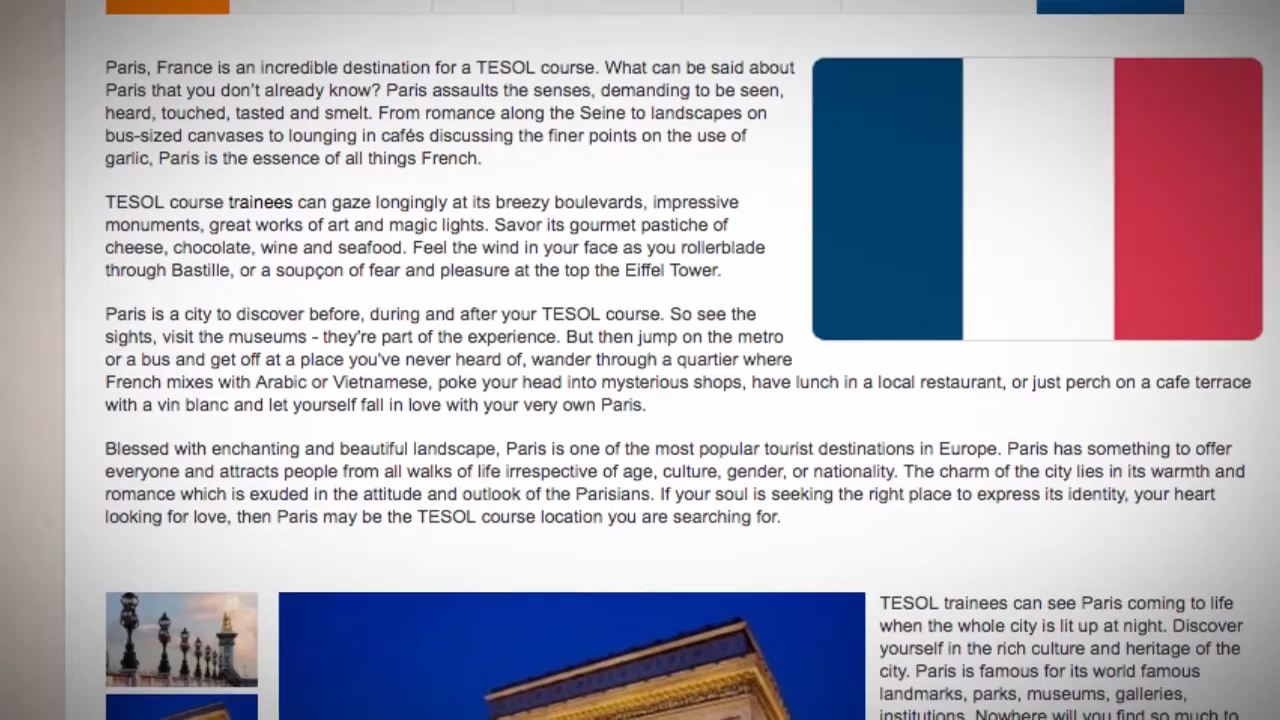 Paris, France is an incredible destination for a TESOL course. What can be said about
Paris that you don't already know? Paris assaults the senses, demanding to be seen,
heard, touched, tasted and smelt. From romance along the Seine to landscapes on
bus-sized canvases to lounging in cafés discussing the finer points on the use of
garlic, Paris is the essence of all things French.
TESOL course trainees can gaze longingly at its breezy boulevards, impressive
monuments, great works of art and magic lights. Savor its gourmet pastiche of
cheese, chocolate, wine and seafood. Feel the wind in your face as you rollerblade
through Bastille, or a soupçon of fear and pleasure at the top the Eiffel Tower.
Paris is a city to discover before, during and after your TESOL course. So see the
sights, visit the museums - they're part of the experience. But then jump on the metro
or a bus and get off at a place you've never heard of, wander through a quartier where
French mixes with Arabic or Vietnamese, poke your head into mysterious shops, have lunch in a local restaurant, or just perch on a cafe terrace
with a vin blanc and let yourself fall in love with your very own Paris.
Blessed with enchanting and beautiful landscape, Paris is one of the most popular tourist destinations in Europe. Paris has something to offer
everyone and attracts people from all walks of life irrespective of age, culture, gender, or nationality. The charm of the city lies in its warmth and
romance which is exuded in the attitude and outlook of the Parisians. If your soul is seeking the right place to express its identity, your heart
looking for love, then Paris may be the TESOL course location you are searching for.
TESOL trainees can see Paris coming to life
when the whole city is lit up at night. Discover
yourself in the rich culture and heritage of the
city. Paris is famous for its world famous
landmarks, parks, museums, galleries,
institutions. Nowhere will you find so much to